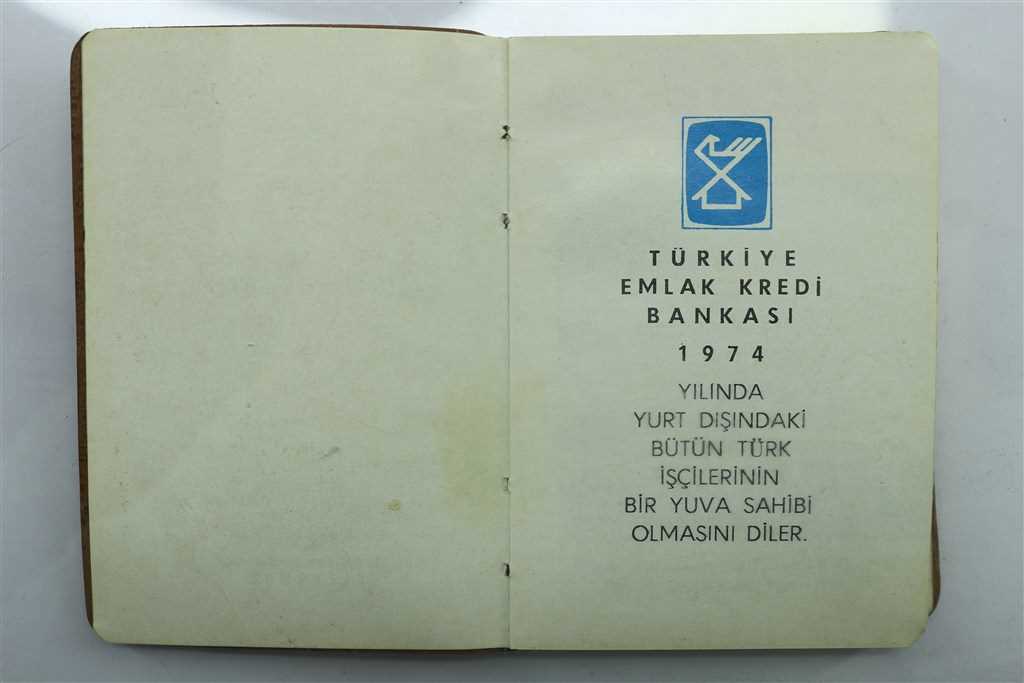 TÜRKİYE
EMLAK KREDİ
BANKASI
1974
YILINDA
YURT DIŞINDAKİ
BÜTÜN TÜRK
İŞÇİLERİNİN
BİR YUVA SAHİBİ
OLMASINI DİLER.